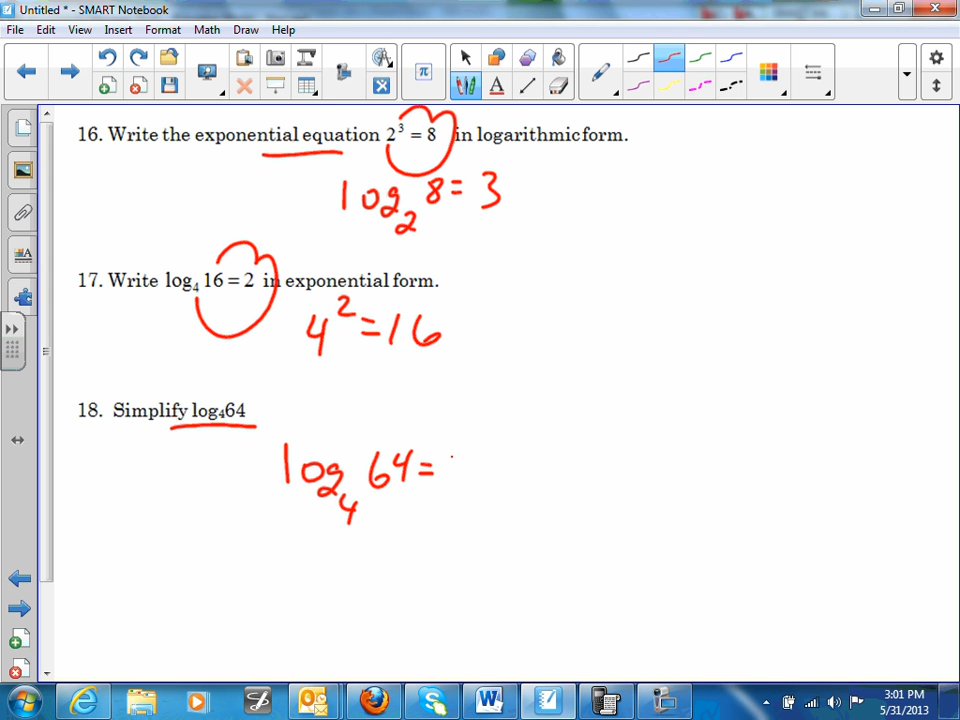 Untitled * - SMART Notebook
File Edit View Insert Format Math Draw Help
16. Write the exponential equation 2³ = 8 in logarithmic form.
log₂ 8 = 3
17. Write log₄ 16 = 2 in exponential form.
4² = 16
18. Simplify log₄64
log₄ 64 =
3:01 PM
5/31/2013